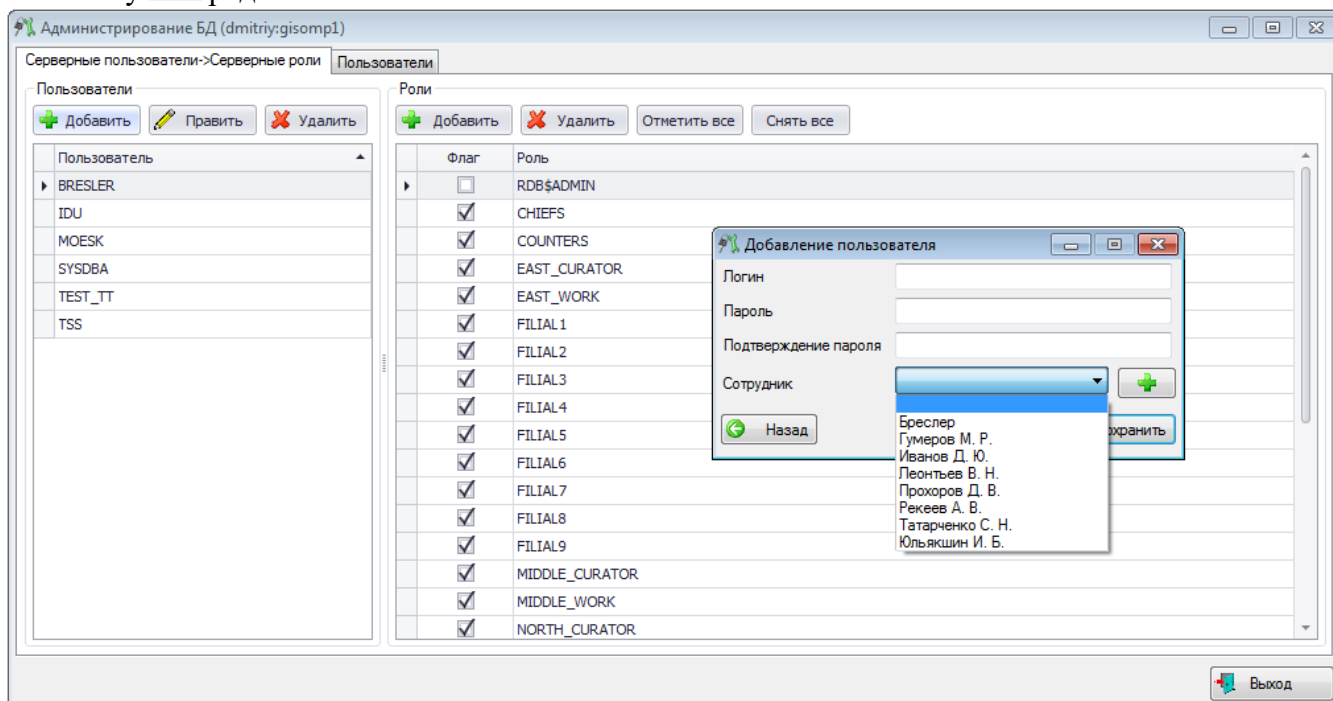 Администрирование БД (dmitriy:gisomp1)
Серверные пользователи->Серверные роли Пользователи
Пользователи
Добавить Править Удалить
Пользователь
BRESLER
IDU
MOESK
SYSDBA
TEST_TT
TSS
Роли
Добавить Удалить Отметить все Снять все
Флаг Роль
RDB$ADMIN
CHIEFS
COUNTERS
EAST_CURATOR
EAST_WORK
FILIAL1
FILIAL2
FILIAL3
FILIAL4
FILIAL5
FILIAL6
FILIAL7
FILIAL8
FILIAL9
MIDDLE_CURATOR
MIDDLE_WORK
NORTH_CURATOR
Добавление пользователя
Логин
Пароль
Подтверждение пароля
Сотрудник
Бреслер
Гумеров М. Р.
Иванов Д. Ю.
Леонтьев В. Н.
Прохоров Д. В.
Рекеев А. В.
Татарченко С. Н.
Юльякшин И. Б.
Назад охранить
Выход